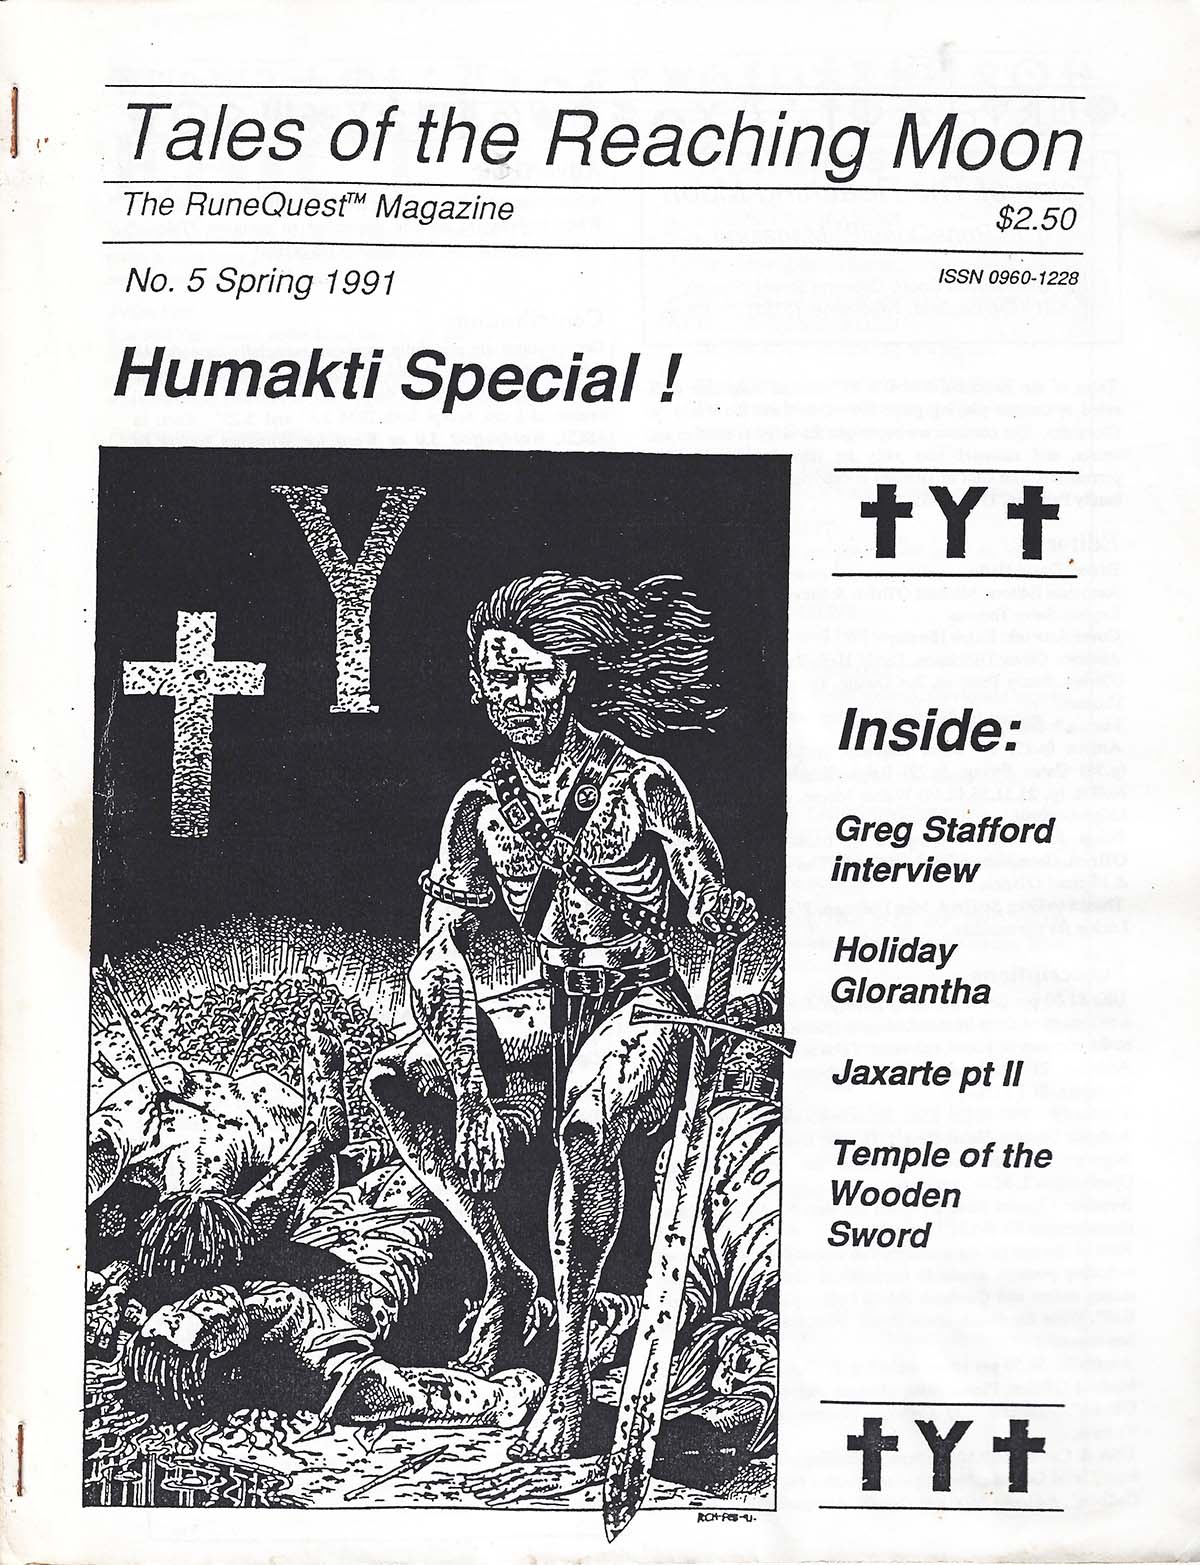 Tales of the Reaching Moon
The RuneQuest™ Magazine
$2.50
No. 5 Spring 1991
ISSN 0960-1228
Humakti Special !
†Y†
Y
†
Inside:
Greg Stafford
interview
Holiday
Glorantha
Jaxarte pt II
Temple of the
Wooden
Sword
†Y†